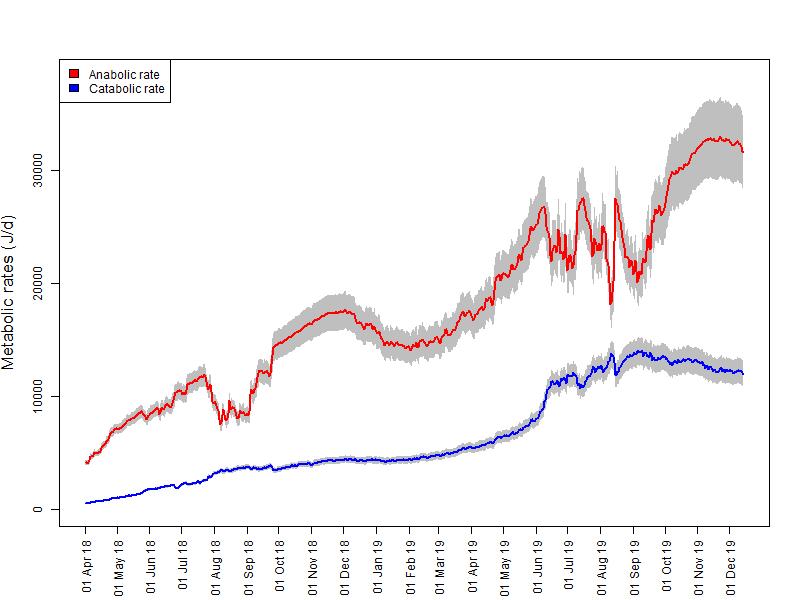 Anabolic rate
Catabolic rate
Metabolic rates (J/d)
30000
20000
10000
0
01 Apr 18
01 May 18
01 Jun 18
01 Jul 18
01 Aug 18
01 Sep 18
01 Oct 18
01 Nov 18
01 Dec 18
01 Jan 19
01 Feb 19
01 Mar 19
01 Apr 19
01 May 19
01 Jun 19
01 Jul 19
01 Aug 19
01 Sep 19
01 Oct 19
01 Nov 19
01 Dec 19